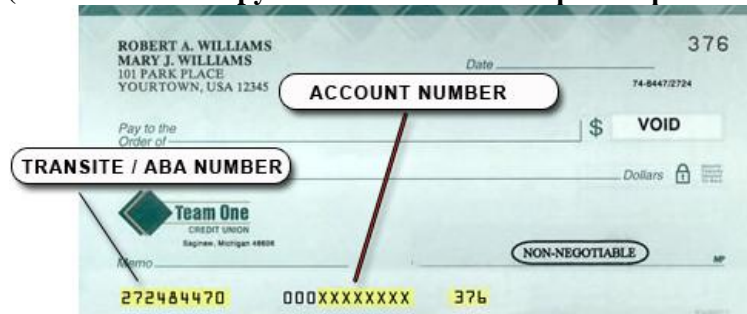 ROBERT A. WILLIAMS
MARY J. WILLIAMS
101 PARK PLACE
YOURTOWN, USA 12345
376
Date
74-8447/2724
ACCOUNT NUMBER
Pay to the
Order of
$ VOID
TRANSITE / ABA NUMBER
Dollars
Team One
CREDIT UNION
Saginaw, Michigan 48606
Memo
NON-NEGOTIABLE
MP
272484470 000XXXXXXXX 376